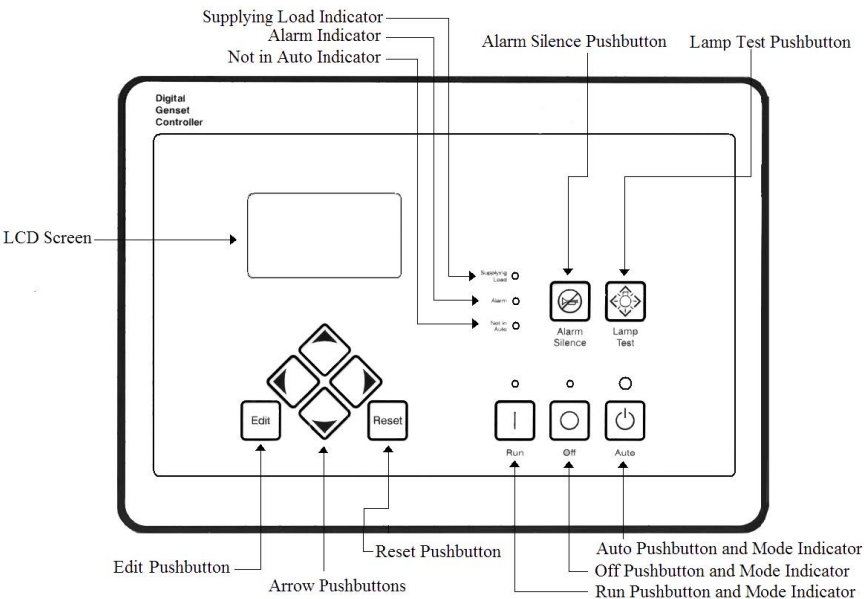 Supplying Load Indicator
Alarm Indicator
Not in Auto Indicator
Alarm Silence Pushbutton
Lamp Test Pushbutton
Digital
Genset
Controller
LCD Screen
Supplying
Load
Alarm
Not in
Auto
Alarm
Silence
Lamp
Test
Edit
Reset
Run
Off
Auto
Edit Pushbutton
Arrow Pushbuttons
Reset Pushbutton
Auto Pushbutton and Mode Indicator
Off Pushbutton and Mode Indicator
Run Pushbutton and Mode Indicator